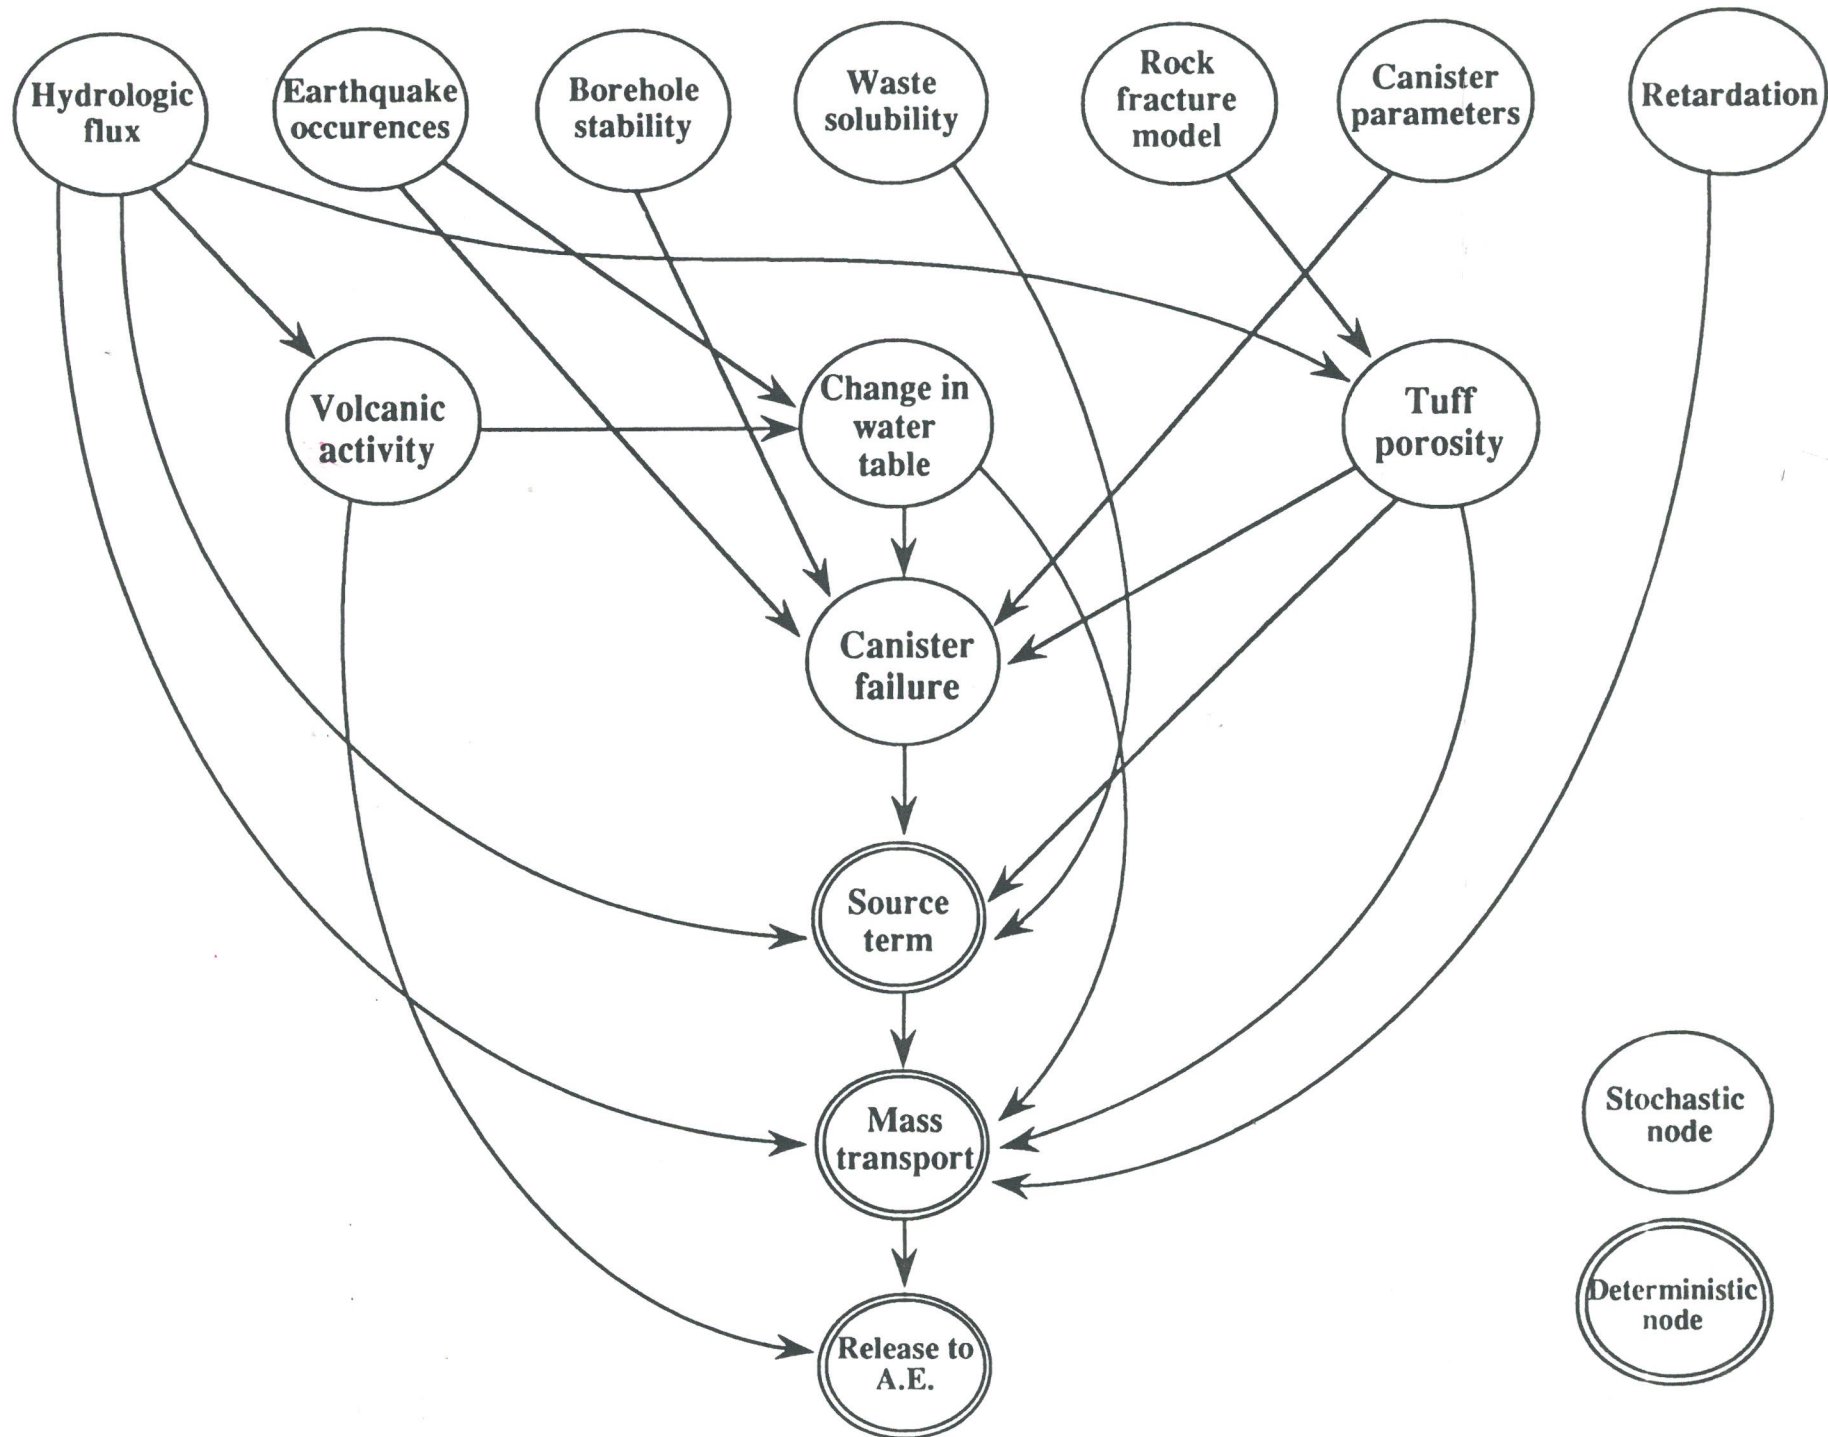 Hydrologic
flux
Earthquake
occurences
Borehole
stability
Waste
solubility
Rock
fracture
model
Canister
parameters
Retardation
Volcanic
activity
Change in
water
table
Tuff
porosity
Canister
failure
Source
term
Mass
transport
Release to
A.E.
Stochastic
node
Deterministic
node